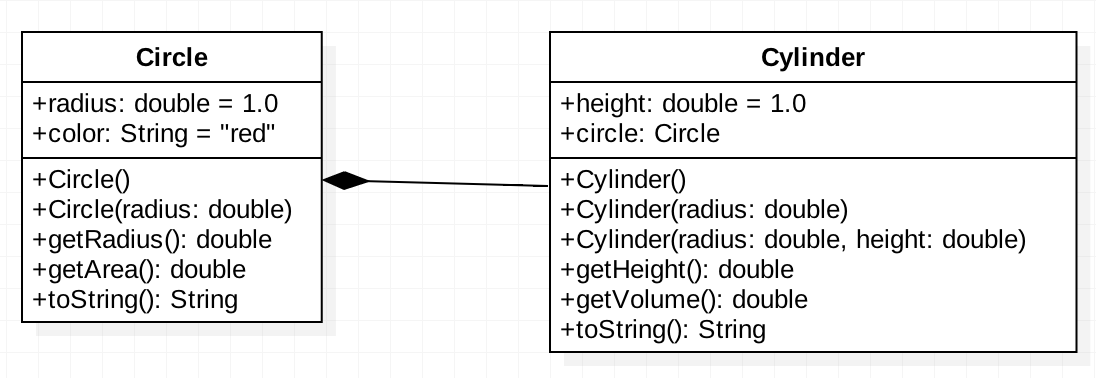 Circle
+radius: double = 1.0
+color: String = "red"
+Circle()
+Circle(radius: double)
+getRadius(): double
+getArea(): double
+toString(): String
Cylinder
+height: double = 1.0
+circle: Circle
+Cylinder()
+Cylinder(radius: double)
+Cylinder(radius: double, height: double)
+getHeight(): double
+getVolume(): double
+toString(): String